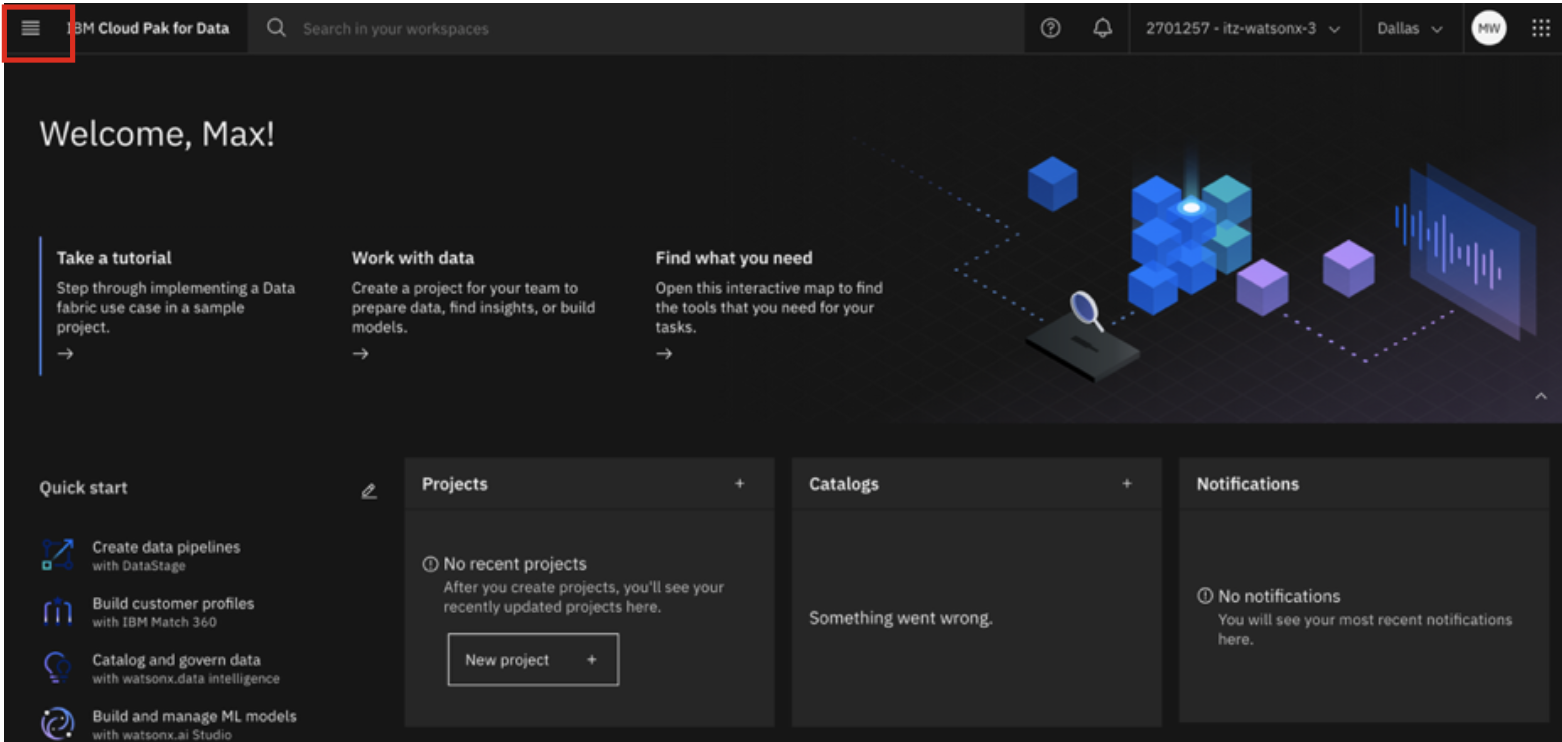 IBM Cloud Pak for Data
Search in your workspaces
2701257 - itz-watsonx-3
Dallas
MW
Welcome, Max!
Take a tutorial
Step through implementing a Data
fabric use case in a sample
project.
Work with data
Create a project for your team to
prepare data, find insights, or build
models.
Find what you need
Open this interactive map to find
the tools that you need for your
tasks.
Quick start
Create data pipelines
with DataStage
Build customer profiles
with IBM Match 360
Catalog and govern data
with watsonx.data intelligence
Build and manage ML models
with watsonx.ai Studio
Projects
No recent projects
After you create projects, you'll see your
recently updated projects here.
New project +
Catalogs
Something went wrong.
Notifications
No notifications
You will see your most recent notifications
here.